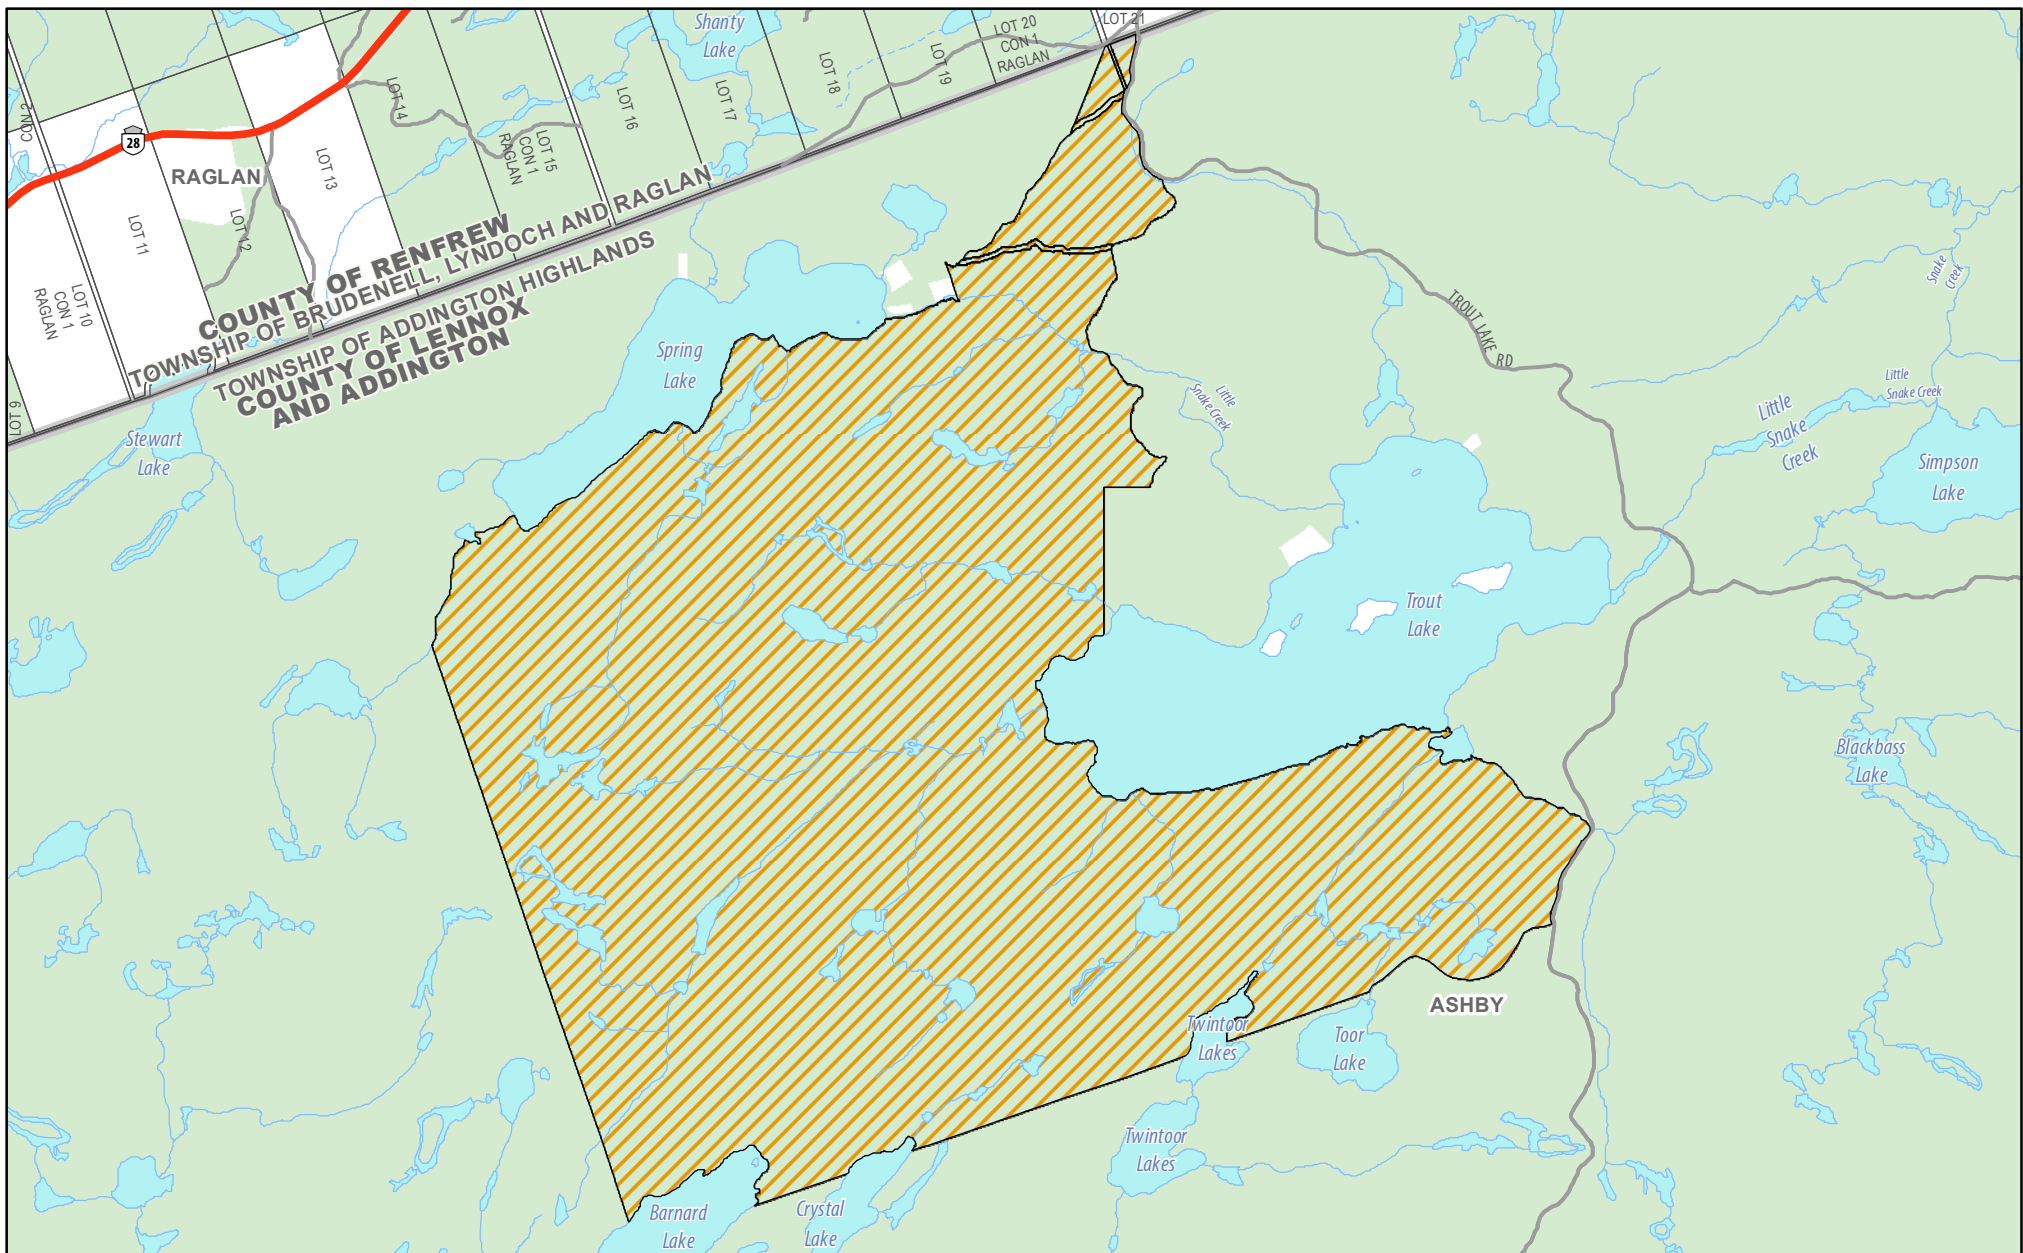 Shanty
Lake
LOT 20
CON 1
RAGLAN
LOT 21
LOT 19
LOT 18
LOT 17
LOT 16
LOT 15
CON 1
RAGLAN
LOT 14
LOT 13
LOT 12
LOT 11
CON 2
28
RAGLAN
LOT 10
CON 1
RAGLAN
LOT 9
COUNTY OF RENFREW
TOWNSHIP OF BRUDENELL, LYNDOCH AND RAGLAN
TOWNSHIP OF ADDINGTON HIGHLANDS
COUNTY OF LENNOX
AND ADDINGTON
Snake
Creek
TROUT LAKE RD
Spring
Lake
Little
Snake Creek
Little
Snake Creek
Little
Snake
Creek
Stewart
Lake
Simpson
Lake
Trout
Lake
Blackbass
Lake
ASHBY
Twintoor
Lakes
Toor
Lake
Twintoor
Lakes
Barnard
Lake
Crystal
Lake